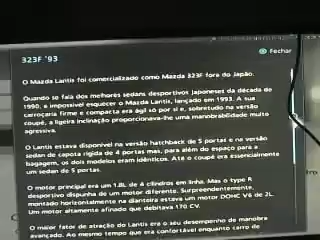 323F '93
Fechar
O Mazda Lantis foi comercializado como Mazda 323F fora do Japão.
Quando se fala dos melhores sedans desportivos japoneses da década de
1990, é impossível esquecer o Mazda Lantis, lançado em 1993. A sua
carroçaria firme e compacta era ágil só por si e, sobretudo na versão
coupé, a ligeira inclinação proporcionava-lhe uma manobrabilidade muito
agressiva.
O Lantis estava disponível na versão hatchback de 5 portas e na versão
sedan de capota rígida de 4 portas mas, para além do espaço para a
bagagem, os dois modelos eram idênticos. Até o coupé era essencialmente
um sedan de 5 portas.
O motor principal era um 1.8L de 4 cilindros em linha. Mas o type R
desportivo dispunha de um motor diferente. Surpreendentemente,
montado horizontalmente na dianteira estava um motor DOHC V6 de 2L.
Um motor altamente afinado que debitava 170 CV.
O maior fator de atração do Lantis era o seu desempenho de manobra
avançado. Ao mesmo tempo que era confortável enquanto carro de